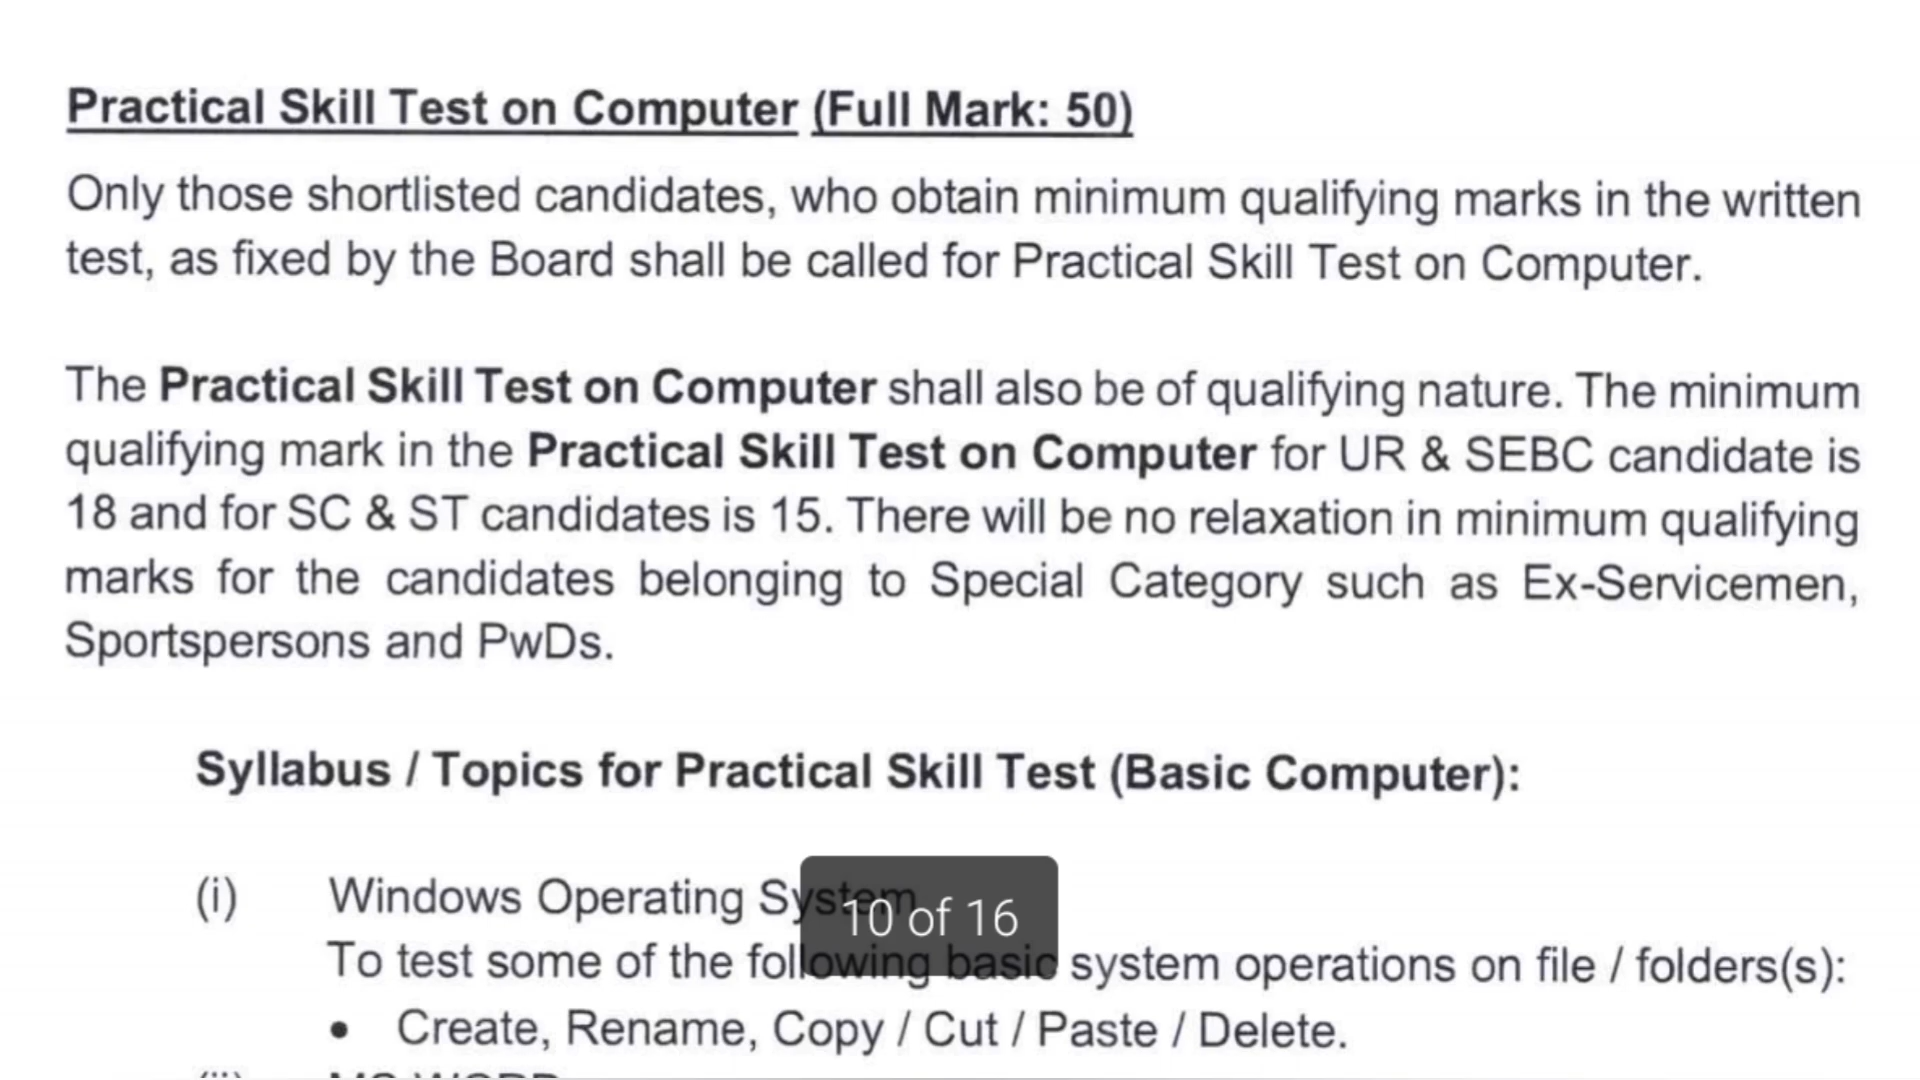 Practical Skill Test on Computer (Full Mark: 50)
Only those shortlisted candidates, who obtain minimum qualifying marks in the written
test, as fixed by the Board shall be called for Practical Skill Test on Computer.
The Practical Skill Test on Computer shall also be of qualifying nature. The minimum
qualifying mark in the Practical Skill Test on Computer for UR & SEBC candidate is
18 and for SC & ST candidates is 15. There will be no relaxation in minimum qualifying
marks for the candidates belonging to Special Category such as Ex-Servicemen,
Sportspersons and PwDs.
Syllabus / Topics for Practical Skill Test (Basic Computer):
(i) Windows Operating System
10 of 16
To test some of the following basic system operations on file / folders(s):
• Create, Rename, Copy / Cut / Paste / Delete.
(ii) MS WORD